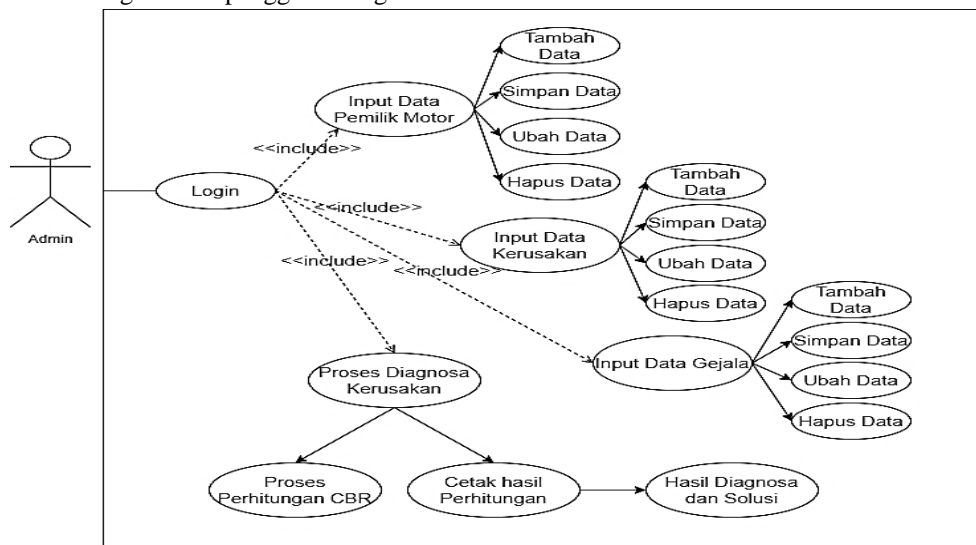 Tambah
Data
Simpan Data
Ubah Data
Hapus Data
Input Data
Pemilik Motor
<<include>>
Login
Admin
<<include>>
Input Data
Kerusakan
Tambah
Data
Simpan Data
Ubah Data
Hapus Data
<<include>>
<<include>>
Input Data Gejala
Tambah
Data
Simpan Data
Ubah Data
Hapus Data
Proses Diagnosa
Kerusakan
Proses
Perhitungan CBR
Cetak hasil
Perhitungan
Hasil Diagnosa
dan Solusi